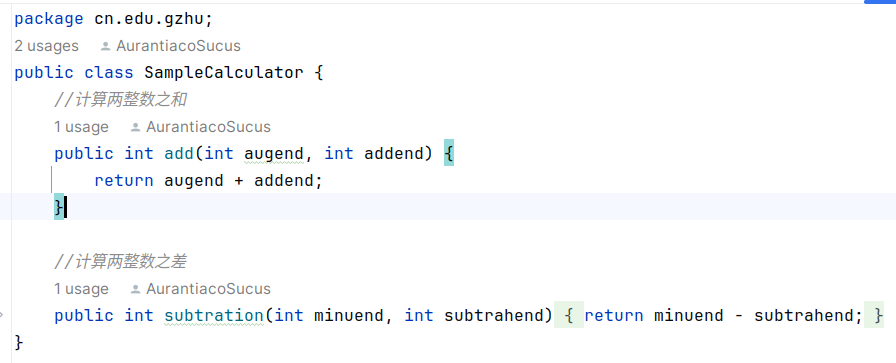 package cn.edu.gzhu;
2 usages AurantiacoSucus
public class SampleCalculator {
//计算两整数之和
1 usage AurantiacoSucus
public int add(int augend, int addend) {
return augend + addend;
}
//计算两整数之差
1 usage AurantiacoSucus
public int subtration(int minuend, int subtrahend) { return minuend - subtrahend; }
}